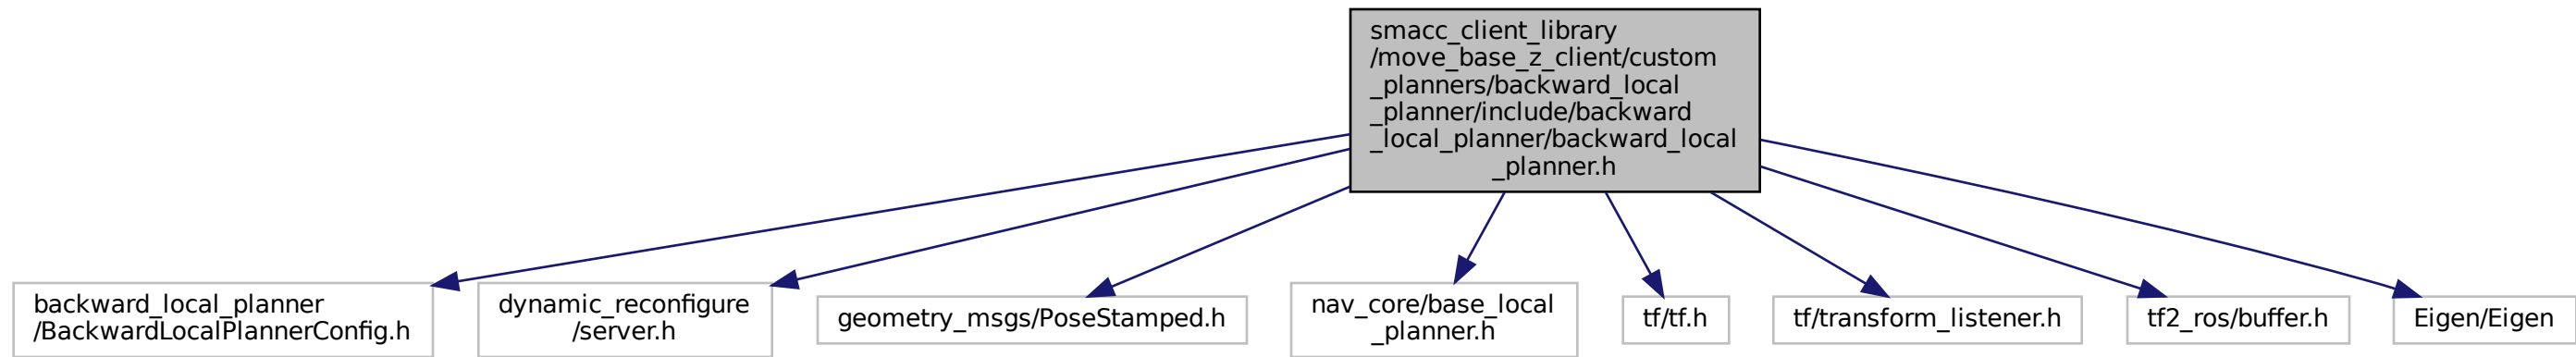 smacc_client_library
/move_base_z_client/custom
_planners/backward_local
_planner/include/backward
_local_planner/backward_local
_planner.h
backward_local_planner
/BackwardLocalPlannerConfig.h
dynamic_reconfigure
/server.h
geometry_msgs/PoseStamped.h
nav_core/base_local
_planner.h
tf/tf.h
tf/transform_listener.h
tf2_ros/buffer.h
Eigen/Eigen